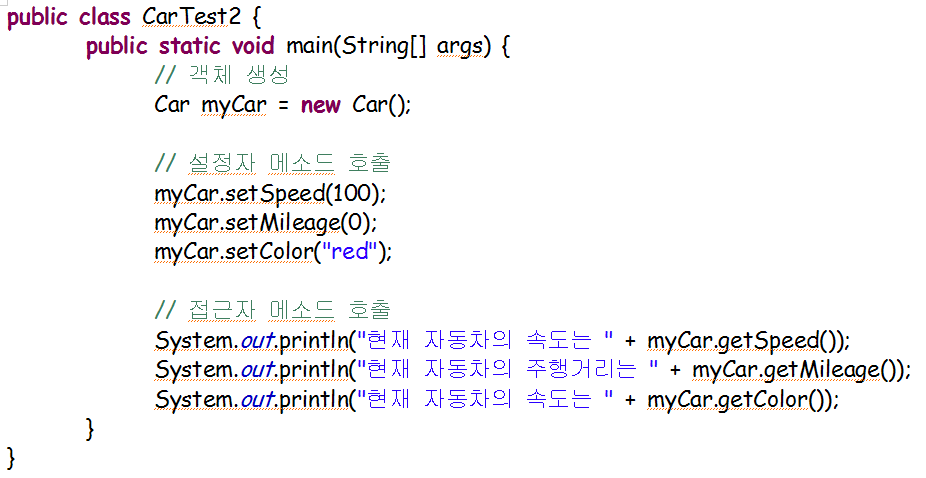 public class CarTest2 {
public static void main(String[] args) {
// 객체 생성
Car myCar = new Car();
// 설정자 메소드 호출
myCar.setSpeed(100);
myCar.setMileage(0);
myCar.setColor("red");
// 접근자 메소드 호출
System.out.println("현재 자동차의 속도는 " + myCar.getSpeed());
System.out.println("현재 자동차의 주행거리는 " + myCar.getMileage());
System.out.println("현재 자동차의 속도는 " + myCar.getColor());
}
}